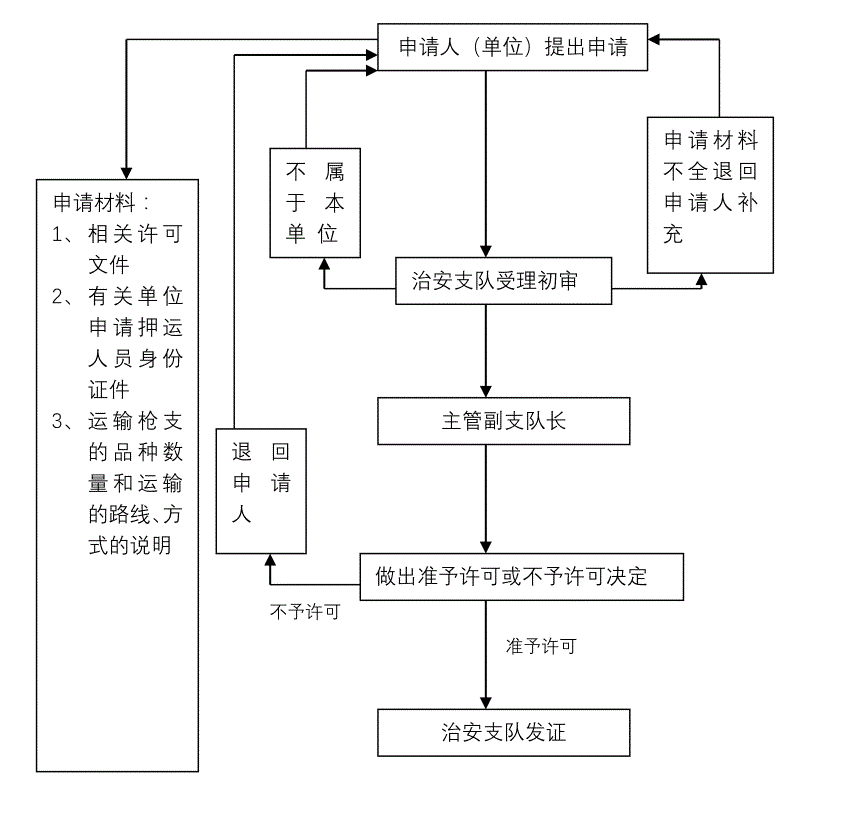 申请人（单位）提出申请
不属
于本
单位
申请材料
不全退回
申请人补
充
申请材料：
1、相关许可
文件
2、有关单位
申请押运
人员身份
证件
3、运输枪支
的品种数
量和运输
的路线、方
式的说明
治安支队受理初审
主管副支队长
退回
申请
人
做出准予许可或不予许可决定
不予许可
准予许可
治安支队发证